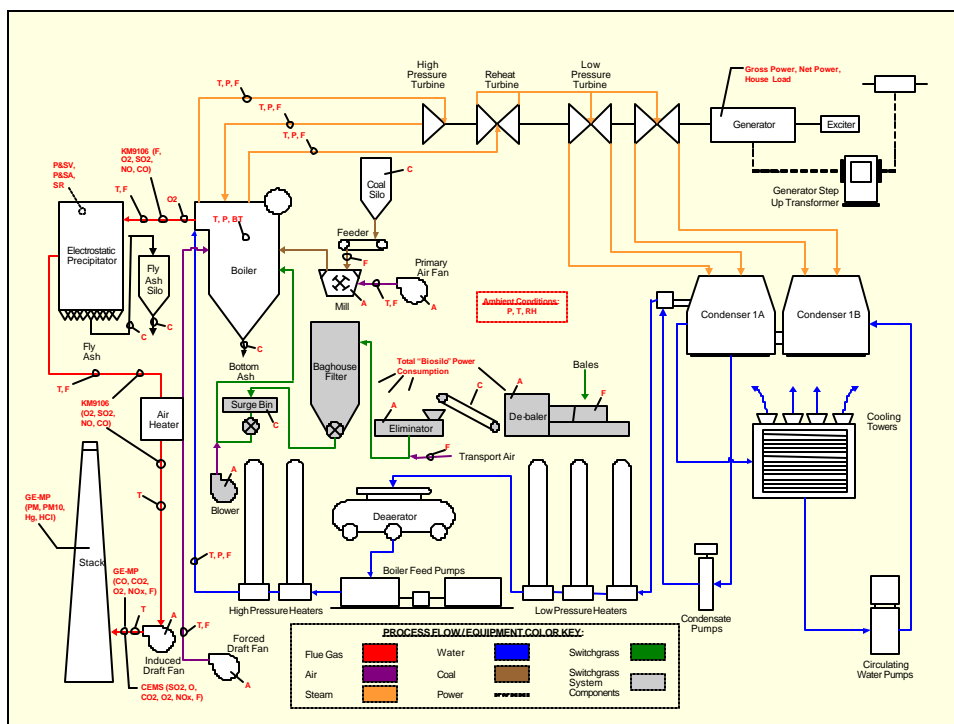 High
Pressure
Turbine
Reheat
Turbine
Low
Pressure
Turbine
Gross Power, Net Power,
House Load
Generator
Exciter
Generator Step
Up Transformer
T, P, F
T, P, F
T, P, F
P&SV,
P&SA,
SR
KM9106 (F,
O2, SO2,
NO, CO)
T, F
O2
Electrostatic
Precipitator
Fly
Ash
Silo
C
C
Fly
Ash
T, P, BT
Boiler
C
Bottom
Ash
Coal
Silo
C
Feeder
F
Mill
A
Primary
Air Fan
T, F
A
Ambient Conditions:
P, T, RH
Condenser 1A
Condenser 1B
Cooling
Towers
T, F
KM9106
(O2, SO2,
NO, CO)
Air
Heater
T
Surge Bin
C
Baghouse
Filter
Total "Biosilo" Power
Consumption
A
Eliminator
C
A
De-baler
Bales
F
F
Transport Air
Blower
A
GE-MP
(PM, PM10,
Hg, HCl)
Stack
GE-MP
(CO, CO2,
O2, NOx, F)
T
A
T, F
Induced
Draft Fan
CEMS (SO2, O,
CO2, O2, NOx, F)
Forced
Draft Fan
A
T, P, F
High Pressure Heaters
Deaerator
Boiler Feed Pumps
Low Pressure Heaters
Condensate
Pumps
Circulating
Water Pumps
PROCESS FLOW / EQUIPMENT COLOR KEY:
Flue Gas
Water
Switchgrass
Air
Coal
Switchgrass
System
Components
Steam
Power